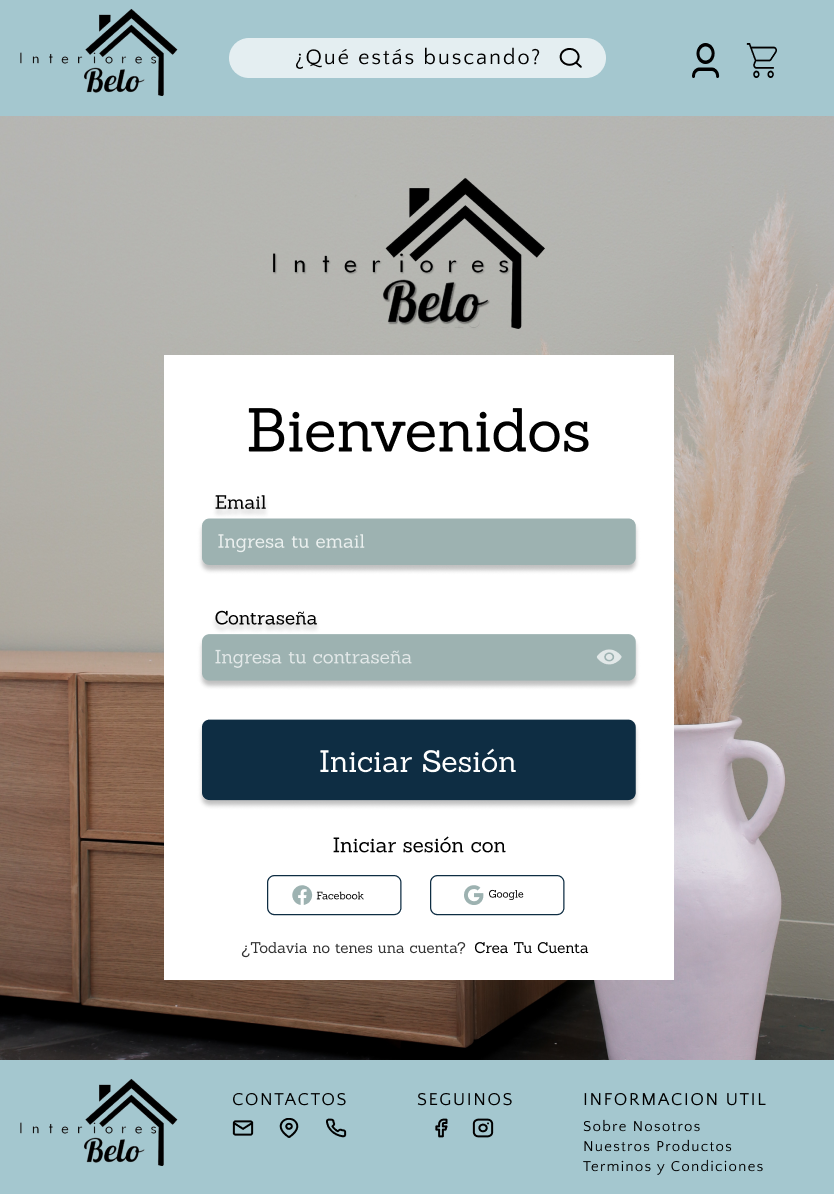 Interiores
Belo
¿Qué estás buscando?
Interiores
Belo
Bienvenidos
Email
Ingresa tu email
Contraseña
Ingresa tu contraseña
Iniciar Sesión
Iniciar sesión con
Facebook
Google
¿Todavia no tenes una cuenta? Crea Tu Cuenta
Interiores
Belo
CONTACTOS
SEGUINOS
INFORMACION UTIL
Sobre Nosotros
Nuestros Productos
Terminos y Condiciones